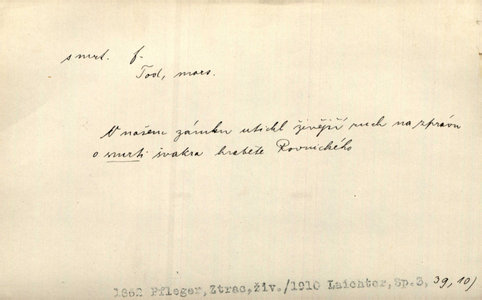 smrt. f.
Tod, mors.
V našem zámku utichl živější ruch na zprávu
o smrti švakra hraběte Rovnického
1862 Pfleger, Ztrac, živ./1910 Laichter, Sp. 3, 39, 10)